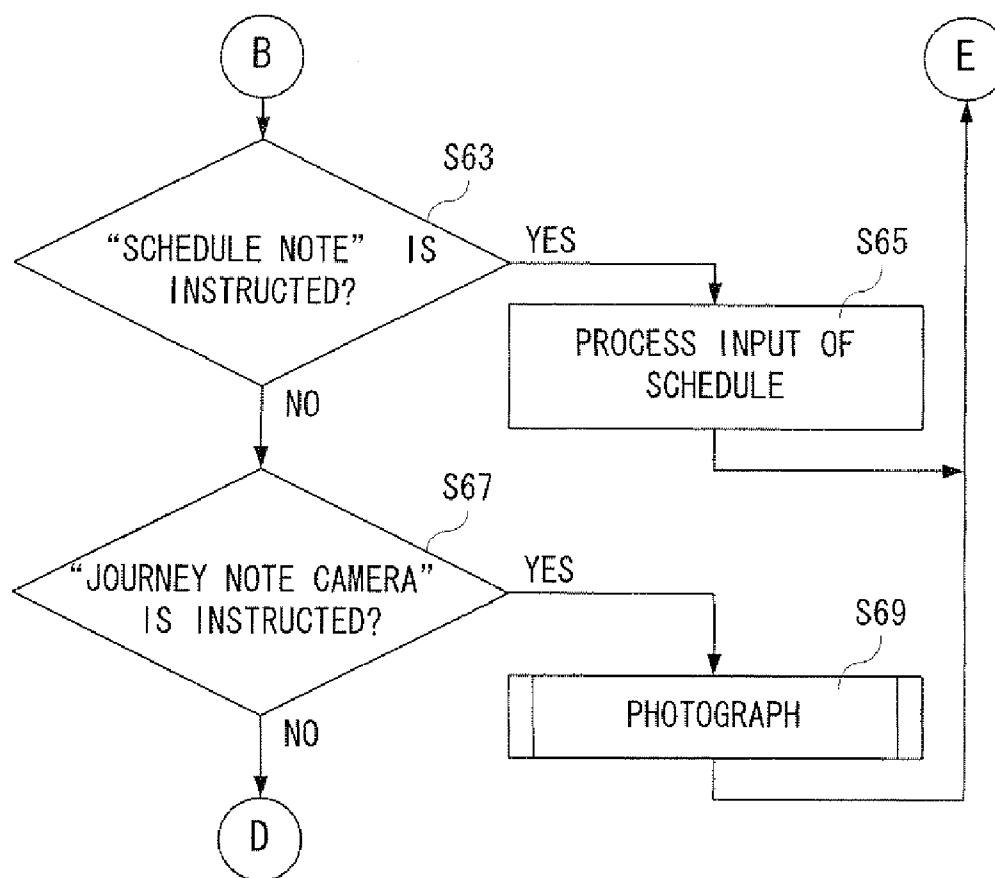 B
E
S63
“SCHEDULE NOTE” IS
INSTRUCTED?
YES
S65
PROCESS INPUT OF
SCHEDULE
NO
S67
“JOURNEY NOTE CAMERA”
IS INSTRUCTED?
YES
S69
PHOTOGRAPH
NO
D